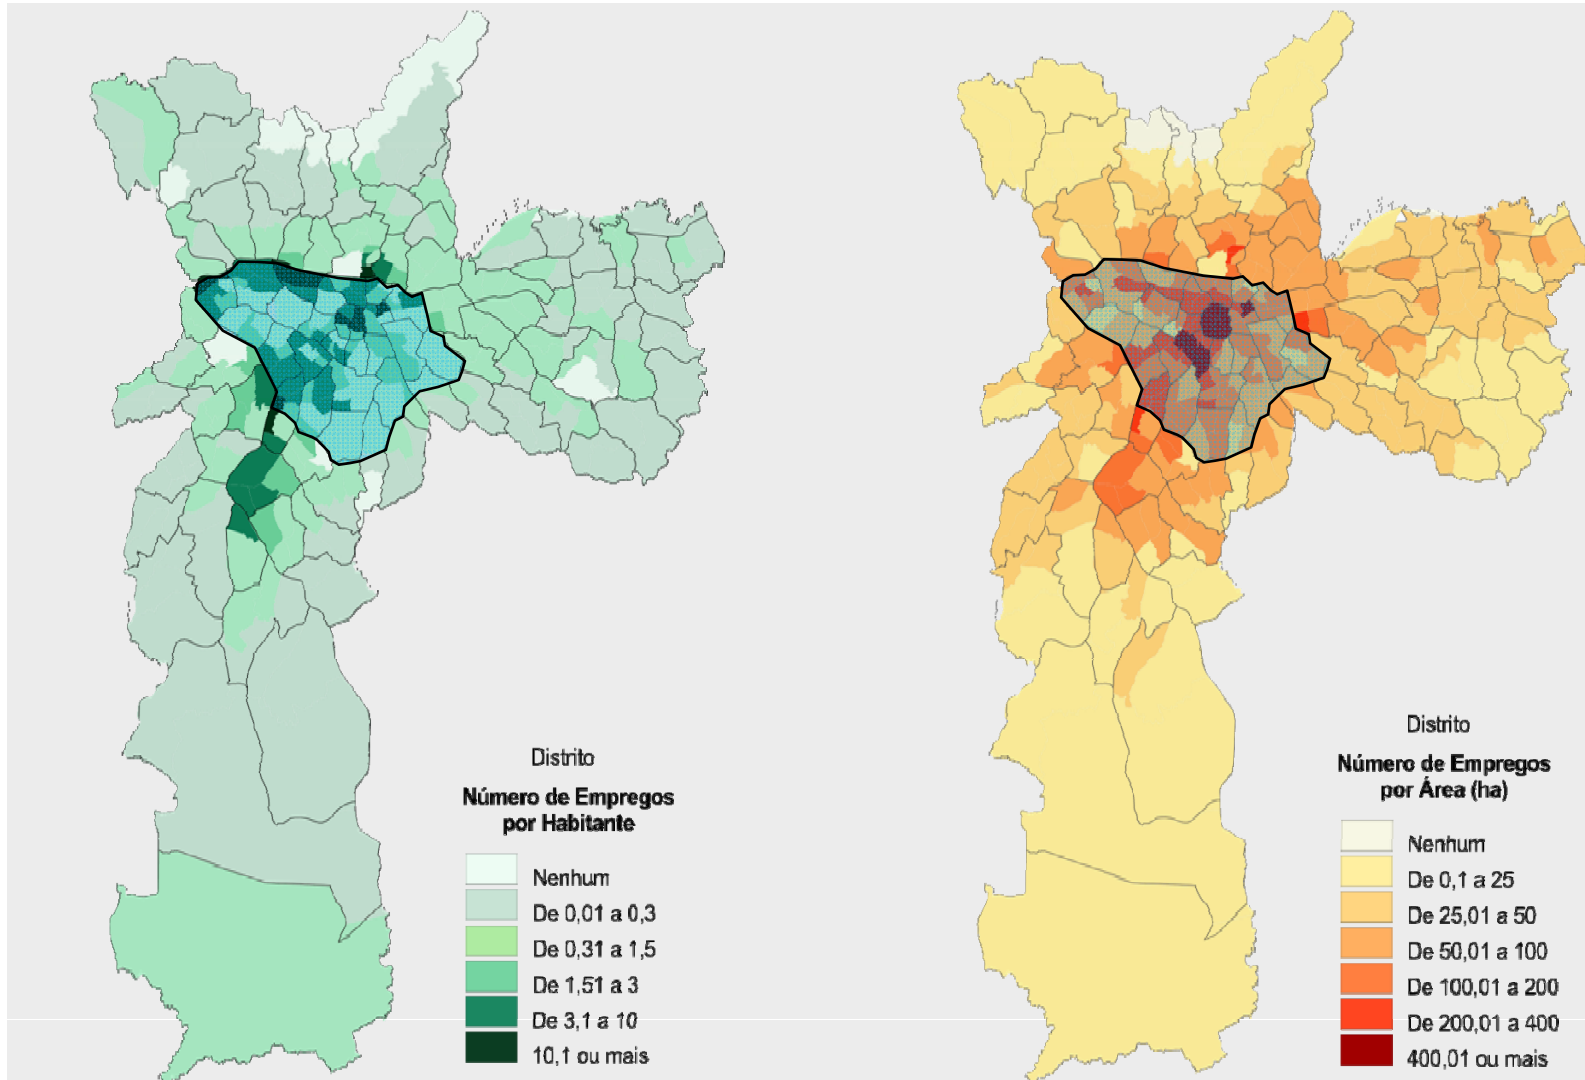 Distrito
Número de Empregos
por Habitante
Nenhum
De 0,01 a 0,3
De 0,31 a 1,5
De 1,51 a 3
De 3,1 a 10
10,1 ou mais
Distrito
Número de Empregos
por Área (ha)
Nenhum
De 0,1 a 25
De 25,01 a 50
De 50,01 a 100
De 100,01 a 200
De 200,01 a 400
400,01 ou mais